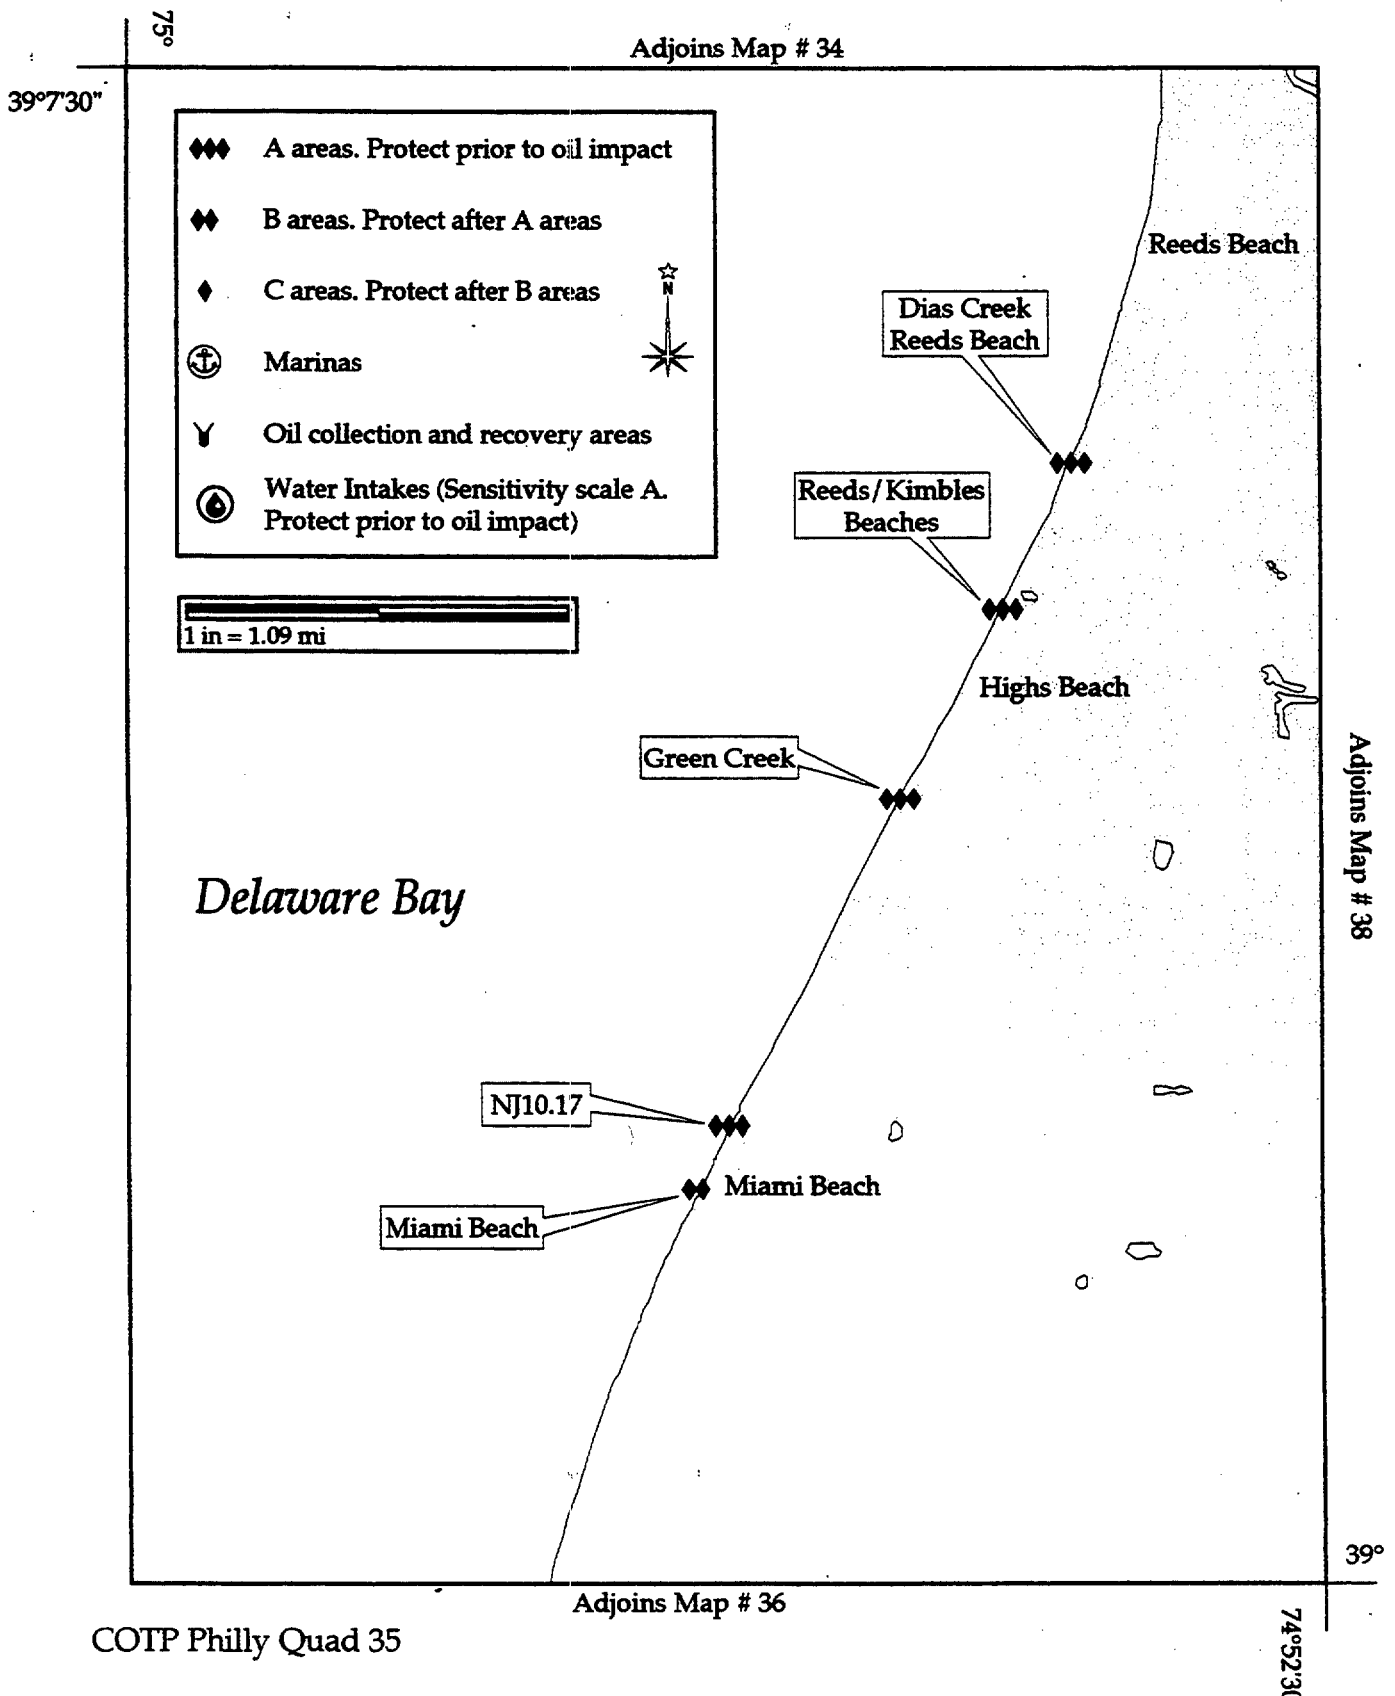 75°
Adjoins Map # 34
39°7'30"
A areas. Protect prior to oil impact
B areas. Protect after A areas
C areas. Protect after B areas
N
Marinas
Oil collection and recovery areas
Water Intakes (Sensitivity scale A.
Protect prior to oil impact)
1 in = 1.09 mi
Reeds Beach
Dias Creek
Reeds Beach
Reeds/Kimbles
Beaches
Highs Beach
Green Creek
Adjoins Map # 38
Delaware Bay
NJ10.17
Miami Beach
Miami Beach
39°
Adjoins Map # 36
COTP Philly Quad 35
74°52'30